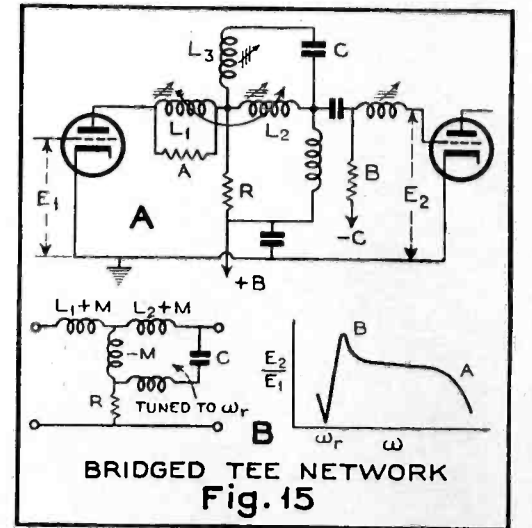 L3
C
L1
L2
A
E1
A
R
B
E2
-C
+B
L1+M
L2+M
-M
C
R
TUNED TO ωr
B
E2
E1
B
A
ωr
ω
BRIDGED TEE NETWORK
Fig. 15